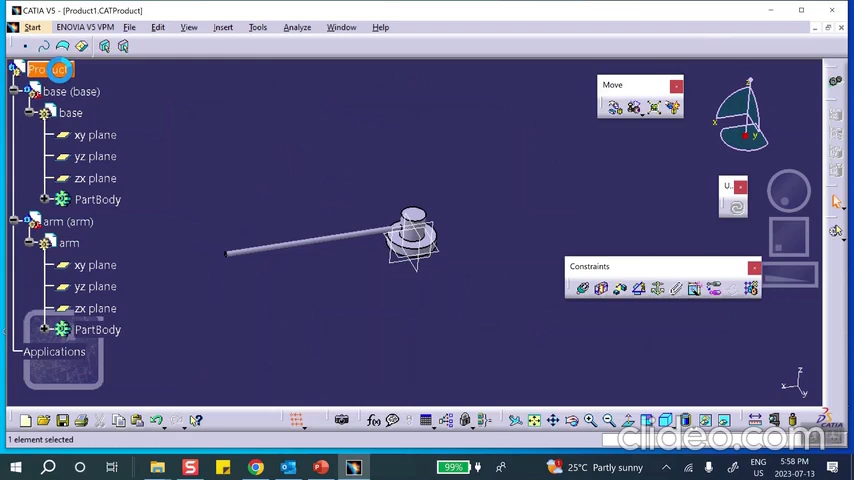 CATIA V5 - [Product1.CATProduct]
Start ENOVIA V5 VPM File Edit View Insert Tools Analyze Window Help
base (base)
base
xy plane
yz plane
zx plane
PartBody
arm (arm)
arm
xy plane
yz plane
zx plane
PartBody
Applications
Move
z
x
y
U..
Constraints
z
x
y
f(x)
CATIA
1 element selected
clideo.com
99%
25°C Partly sunny
ENG
US
5:58 PM
2023-07-13